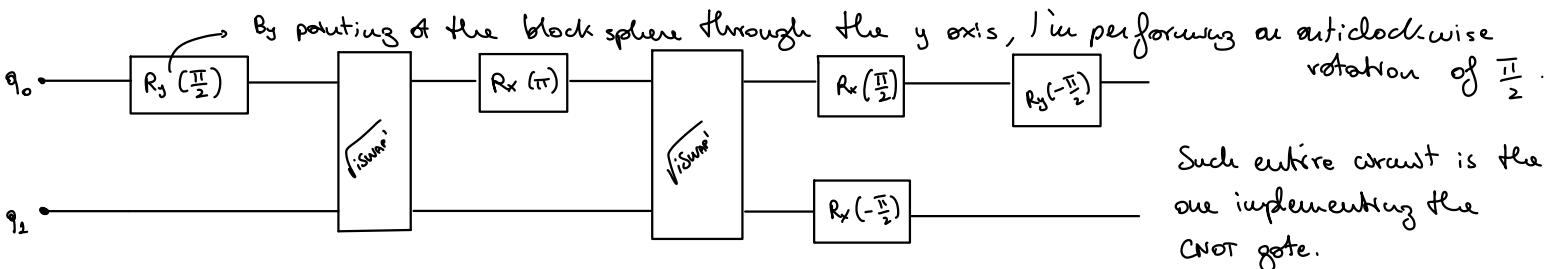 By pointing at the block sphere through the y axis, I'm performing an anticlockwise
rotation of π/2.
q₀ Ry (π/2) √iSWAP Rx (π) √iSWAP Rx (π/2) Ry (-π/2)
Such entire circuit is the
one implementing the
CNOT gate.
q₁ Rx (-π/2)